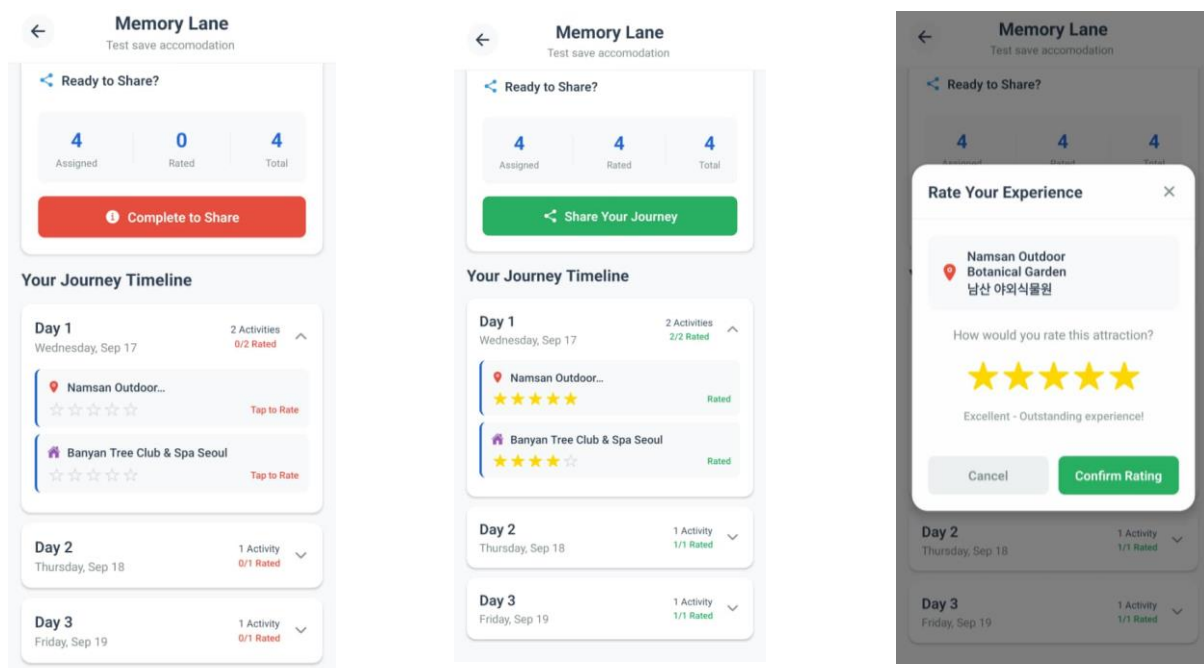 Memory Lane
Test save accomodation
Ready to Share?
4 0 4
Assigned Rated Total
Complete to Share
Your Journey Timeline
Day 1 2 Activities
Wednesday, Sep 17 0/2 Rated
Namsan Outdoor...
Tap to Rate
Banyan Tree Club & Spa Seoul
Tap to Rate
Day 2 1 Activity
Thursday, Sep 18 0/1 Rated
Day 3 1 Activity
Friday, Sep 19 0/1 Rated
Memory Lane
Test save accomodation
Ready to Share?
4 4 4
Assigned Rated Total
Share Your Journey
Your Journey Timeline
Day 1 2 Activities
Wednesday, Sep 17 2/2 Rated
Namsan Outdoor...
Rated
Banyan Tree Club & Spa Seoul
Rated
Day 2 1 Activity
Thursday, Sep 18 1/1 Rated
Day 3 1 Activity
Friday, Sep 19 1/1 Rated
Memory Lane
Test save accomodation
Ready to Share?
4 4 4
Assigned Rated Total
Rate Your Experience
Namsan Outdoor
Botanical Garden
남산 야외식물원
How would you rate this attraction?
Excellent - Outstanding experience!
Cancel Confirm Rating
Day 2 1 Activity
Thursday, Sep 18 1/1 Rated
Day 3 1 Activity
Friday, Sep 19 1/1 Rated